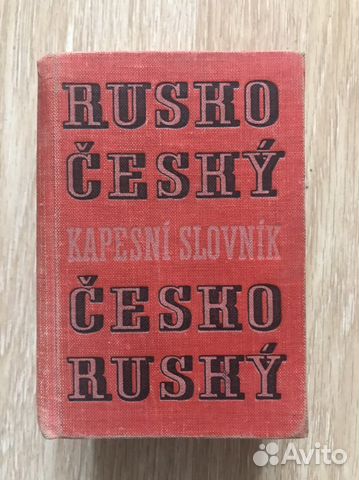 RUSKO
ČESKÝ
KAPESNÍ SLOVNÍK
ČESKO
RUSKÝ
Avito